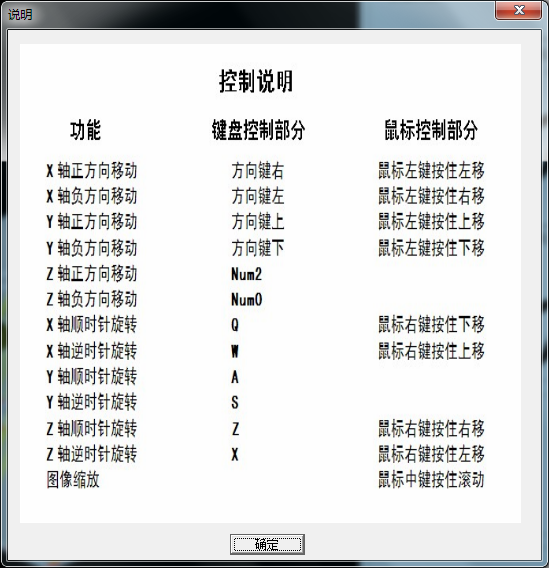 说明
控制说明
功能 键盘控制部分 鼠标控制部分
X 轴正方向移动 方向键右 鼠标左键按住左移
X 轴负方向移动 方向键左 鼠标左键按住右移
Y 轴正方向移动 方向键上 鼠标左键按住上移
Y 轴负方向移动 方向键下 鼠标左键按住下移
Z 轴正方向移动 Num2
Z 轴负方向移动 Num0
X 轴顺时针旋转 Q 鼠标右键按住下移
X 轴逆时针旋转 W 鼠标右键按住上移
Y 轴顺时针旋转 A
Y 轴逆时针旋转 S
Z 轴顺时针旋转 Z 鼠标右键按住右移
Z 轴逆时针旋转 X 鼠标右键按住左移
图像缩放 鼠标中键按住滚动
确定